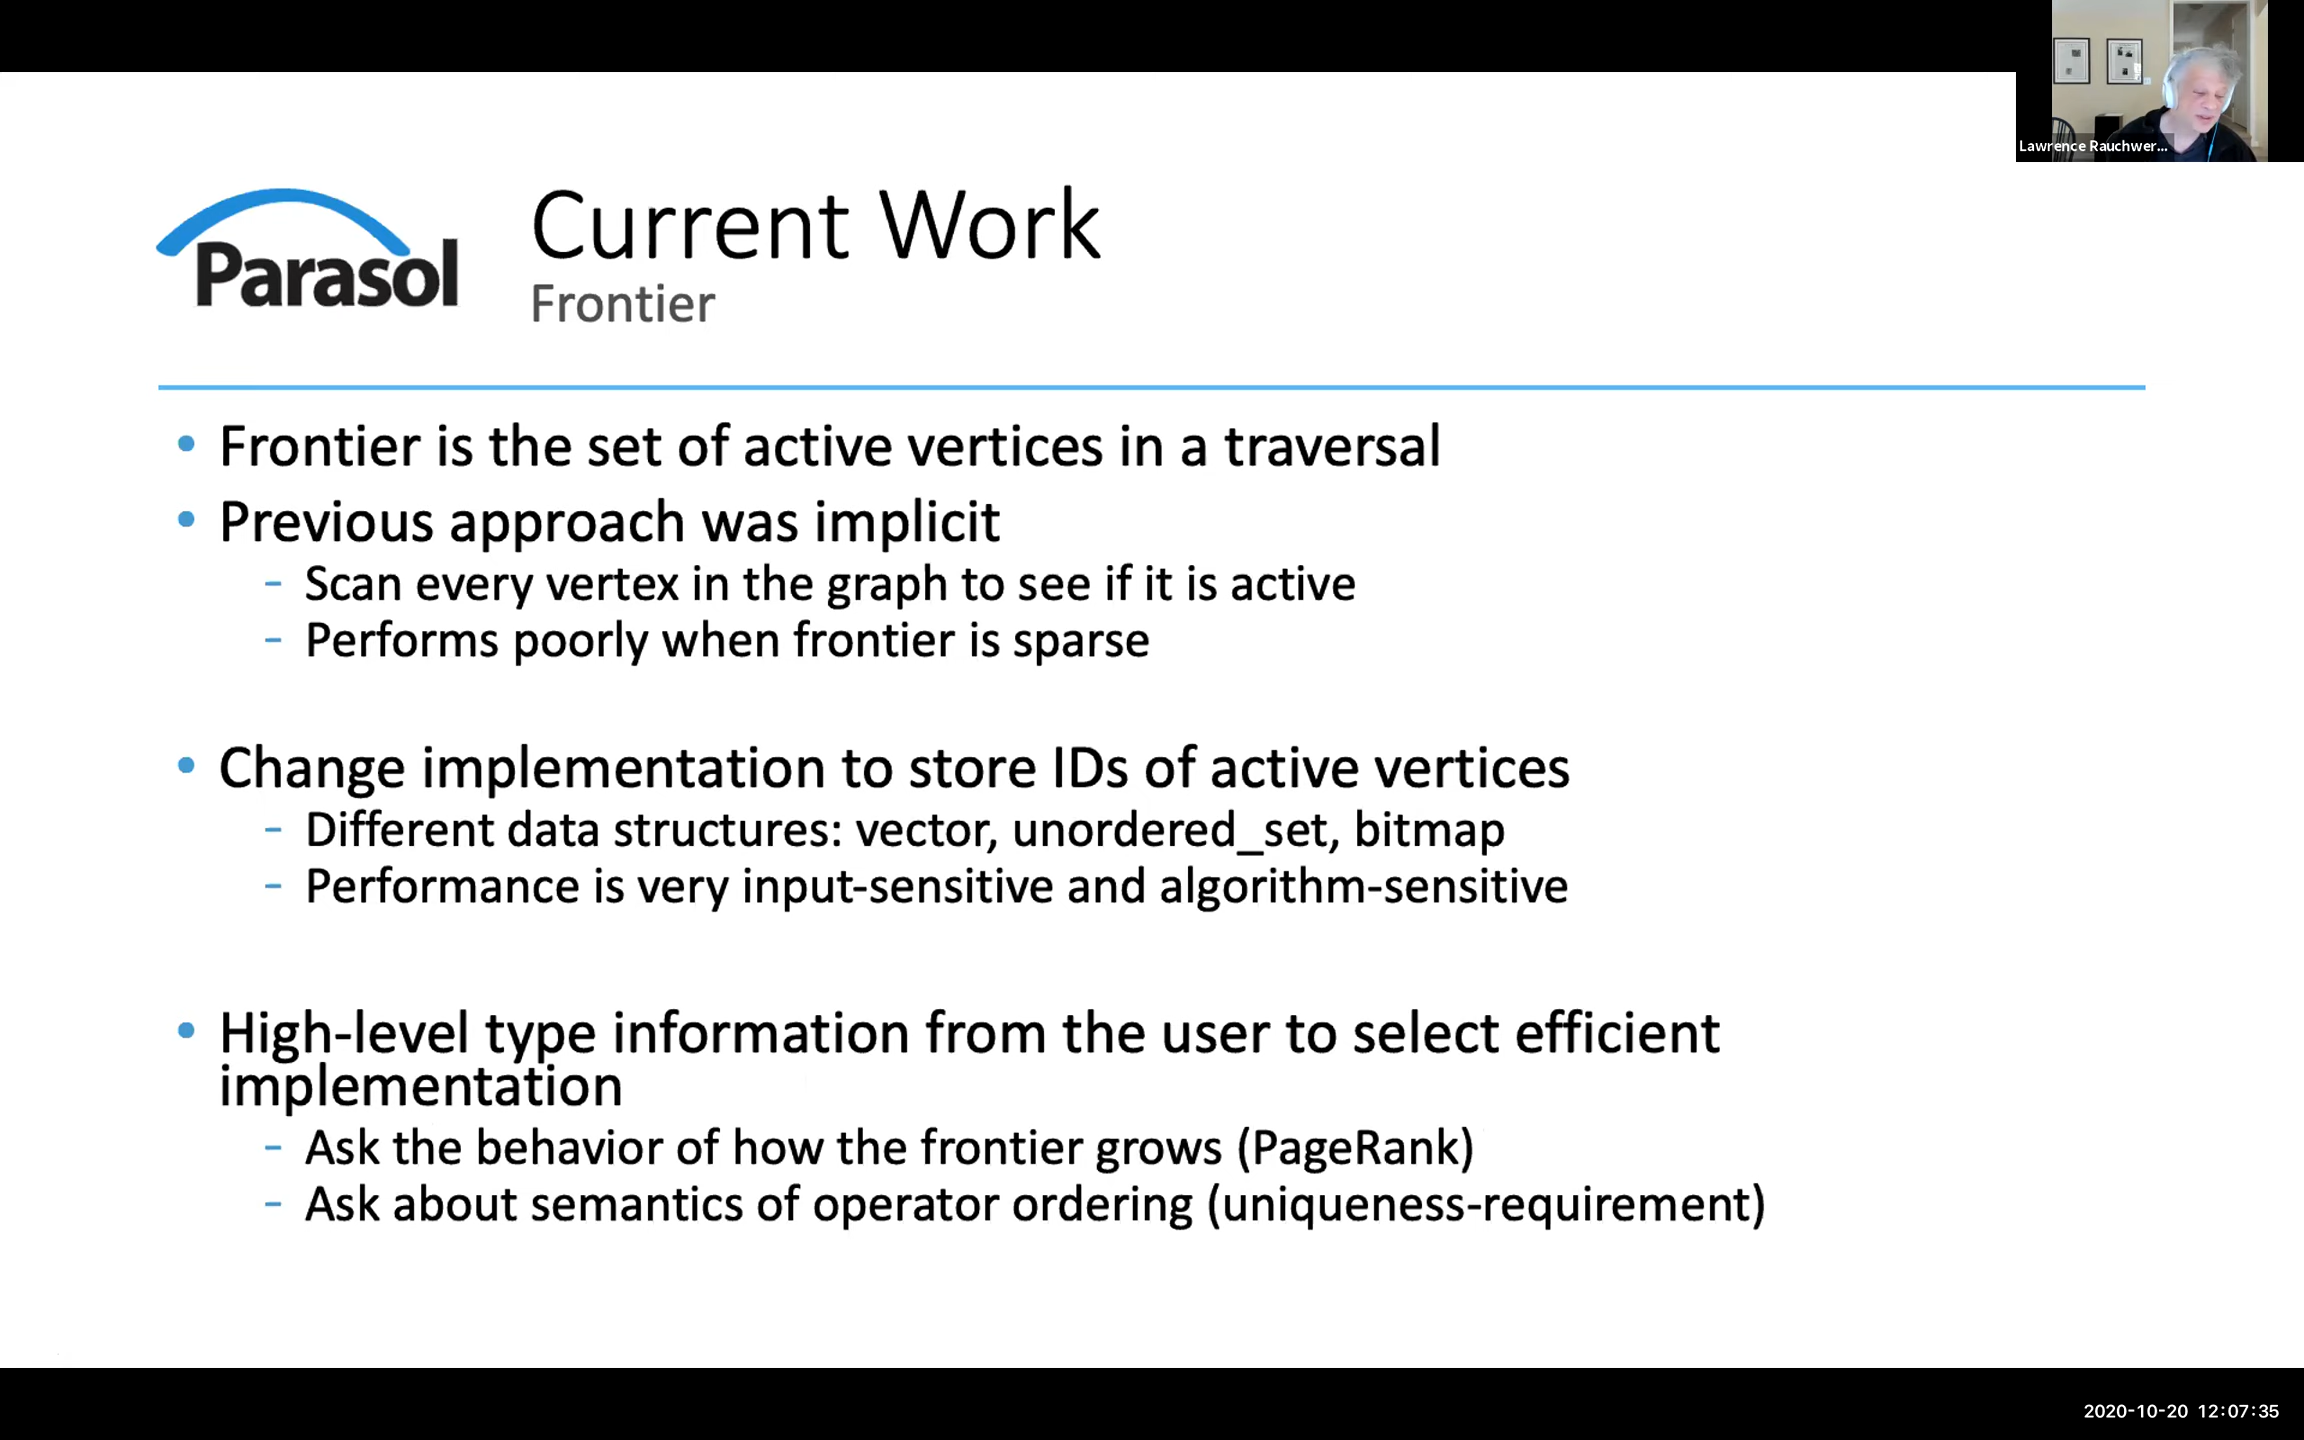 Lawrence Rauchwer...
Parasol
Current Work
Frontier
• Frontier is the set of active vertices in a traversal
• Previous approach was implicit
– Scan every vertex in the graph to see if it is active
– Performs poorly when frontier is sparse
• Change implementation to store IDs of active vertices
– Different data structures: vector, unordered_set, bitmap
– Performance is very input-sensitive and algorithm-sensitive
• High-level type information from the user to select efficient
implementation
– Ask the behavior of how the frontier grows (PageRank)
– Ask about semantics of operator ordering (uniqueness-requirement)
2020-10-20 12:07:35